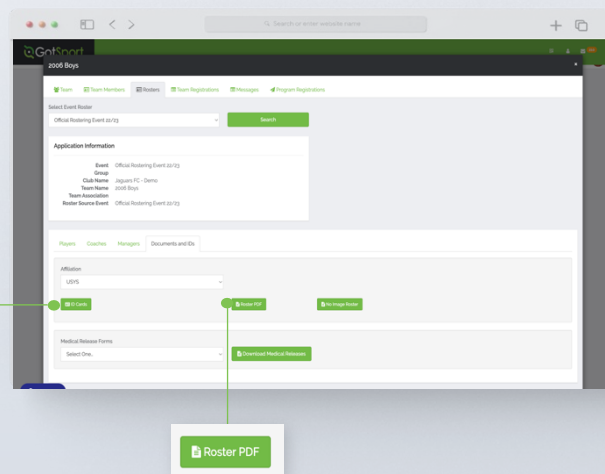 Search or enter website name
GotSport
2006 Boys
Team Team Members Rosters Team Registrations Messages Program Registrations
Select Event Roster
Official Rostering Event 22/23 Search
Application Information
Event Official Rostering Event 22/23
Group
Club Name Jaguars FC - Demo
Team Name 2006 Boys
Team Association
Roster Source Event Official Rostering Event 22/23
Players Coaches Managers Documents and IDs
Affiliation
USYS
ID Cards Roster PDF No Image Roster
Medical Release Forms
Select One.. Download Medical Releases
Roster PDF